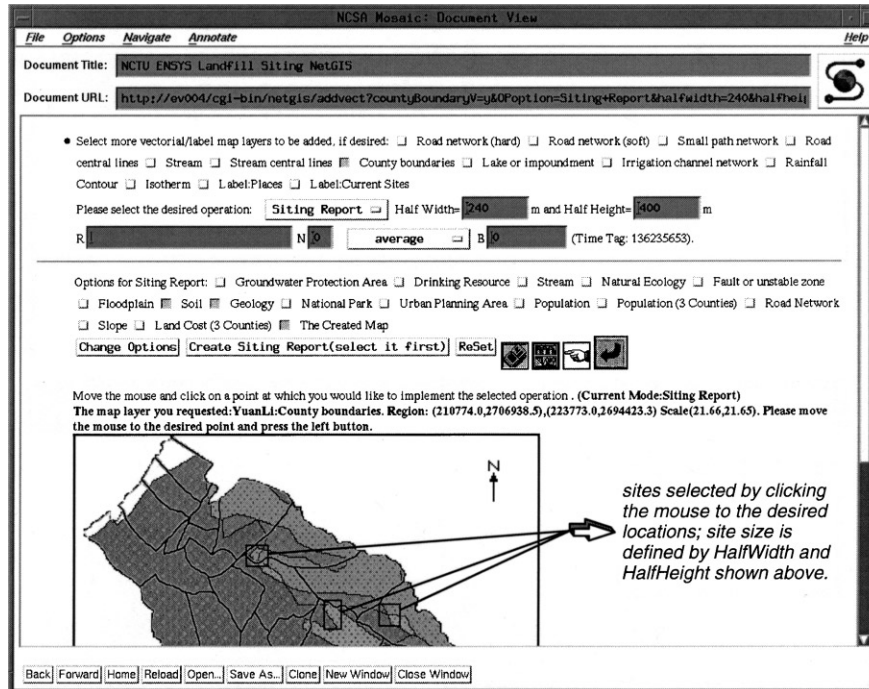 NCSA Mosaic: Document View
File Options Navigate Annotate Help
Document Title: NCTU ENSYS Landfill Siting NetGIS
Document URL: http://ev004/cgi-bin/netgis/addvect?countyBoundaryV=y&OPoption=Siting+Report&halfwidth=240&halfhei
• Select more vectorial/label map layers to be added, if desired: Road network (hard) Road network (soft) Small path network Road
central lines Stream Stream central lines County boundaries Lake or impoundment Irrigation channel network Rainfall
Contour Isotherm Label:Places Label:Current Sites
Please select the desired operation: Siting Report Half Width= 240 m and Half Height= 400 m
R N 0 average B 0 (Time Tag: 136235653).
Options for Siting Report: Groundwater Protection Area Drinking Resource Stream Natural Ecology Fault or unstable zone
Floodplain Soil Geology National Park Urban Planning Area Population Population (3 Counties) Road Network
Slope Land Cost (3 Counties) The Created Map
Change Options Create Siting Report(select it first) ReSet
Move the mouse and click on a point at which you would like to implement the selected operation . (Current Mode:Siting Report)
The map layer you requested:YuanLi:County boundaries. Region: (210774.0,2706938.5),(223773.0,2694423.3) Scale(21.66,21.65). Please move
the mouse to the desired point and press the left button.
N
sites selected by clicking
the mouse to the desired
locations; site size is
defined by HalfWidth and
HalfHeight shown above.
Back Forward Home Reload Open... Save As... Clone New Window Close Window